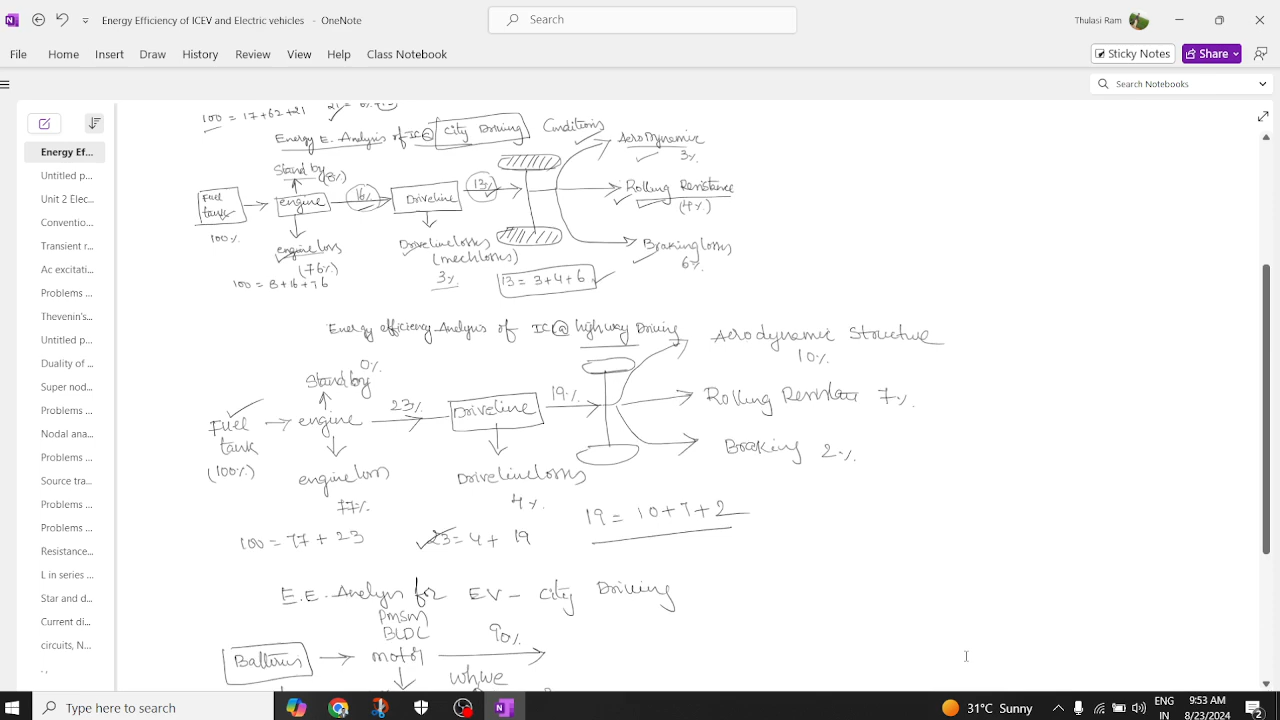 Energy Efficiency of ICEV and Electric vehicles - OneNote
Search
Thulasi Ram
File Home Insert Draw History Review View Help Class Notebook
Sticky Notes
Share
Search Notebooks
Energy Ef...
Untitled p...
Unit 2 Elec...
Conventio...
Transient r...
Ac excitati...
Problems ...
Thevenin's...
Untitled p...
Duality of ...
Super nod...
Problems ...
Nodal ana...
Problems ...
Source tra...
Problems ...
Problems ...
Resistance...
L in series ...
Star and d...
Current di...
circuits, N...
100 = 17+62+21
Energy E. Analysis of IC@ City Driving Conditions
AeroDynamic
3%
Stand by (8%)
Fuel tank
100%
engine
16%
Driveline
13%
Rolling Resistance
(4%)
engine loss
(76%)
100 = 8+16+76
Driveline losses
(mech losses)
3%
13 = 3+4+6
Braking losses
6%
Energy efficiency Analysis of IC@ highway Driving
Aerodynamic Structure
10%
0%
Stand by
Fuel tank
(100%)
engine
23%
Driveline
19%
Rolling Resistance 7%
Braking 2%
engine loss
77%
Driveline losses
4%
19 = 10+7+2
100 = 77 + 23
23 = 4 + 19
E.E. Analysis for EV - City Driving
PMSM
BLDC
Batteries
motor
90%
Type here to search
31°C Sunny
ENG
IN
9:53 AM
8/23/2024
2